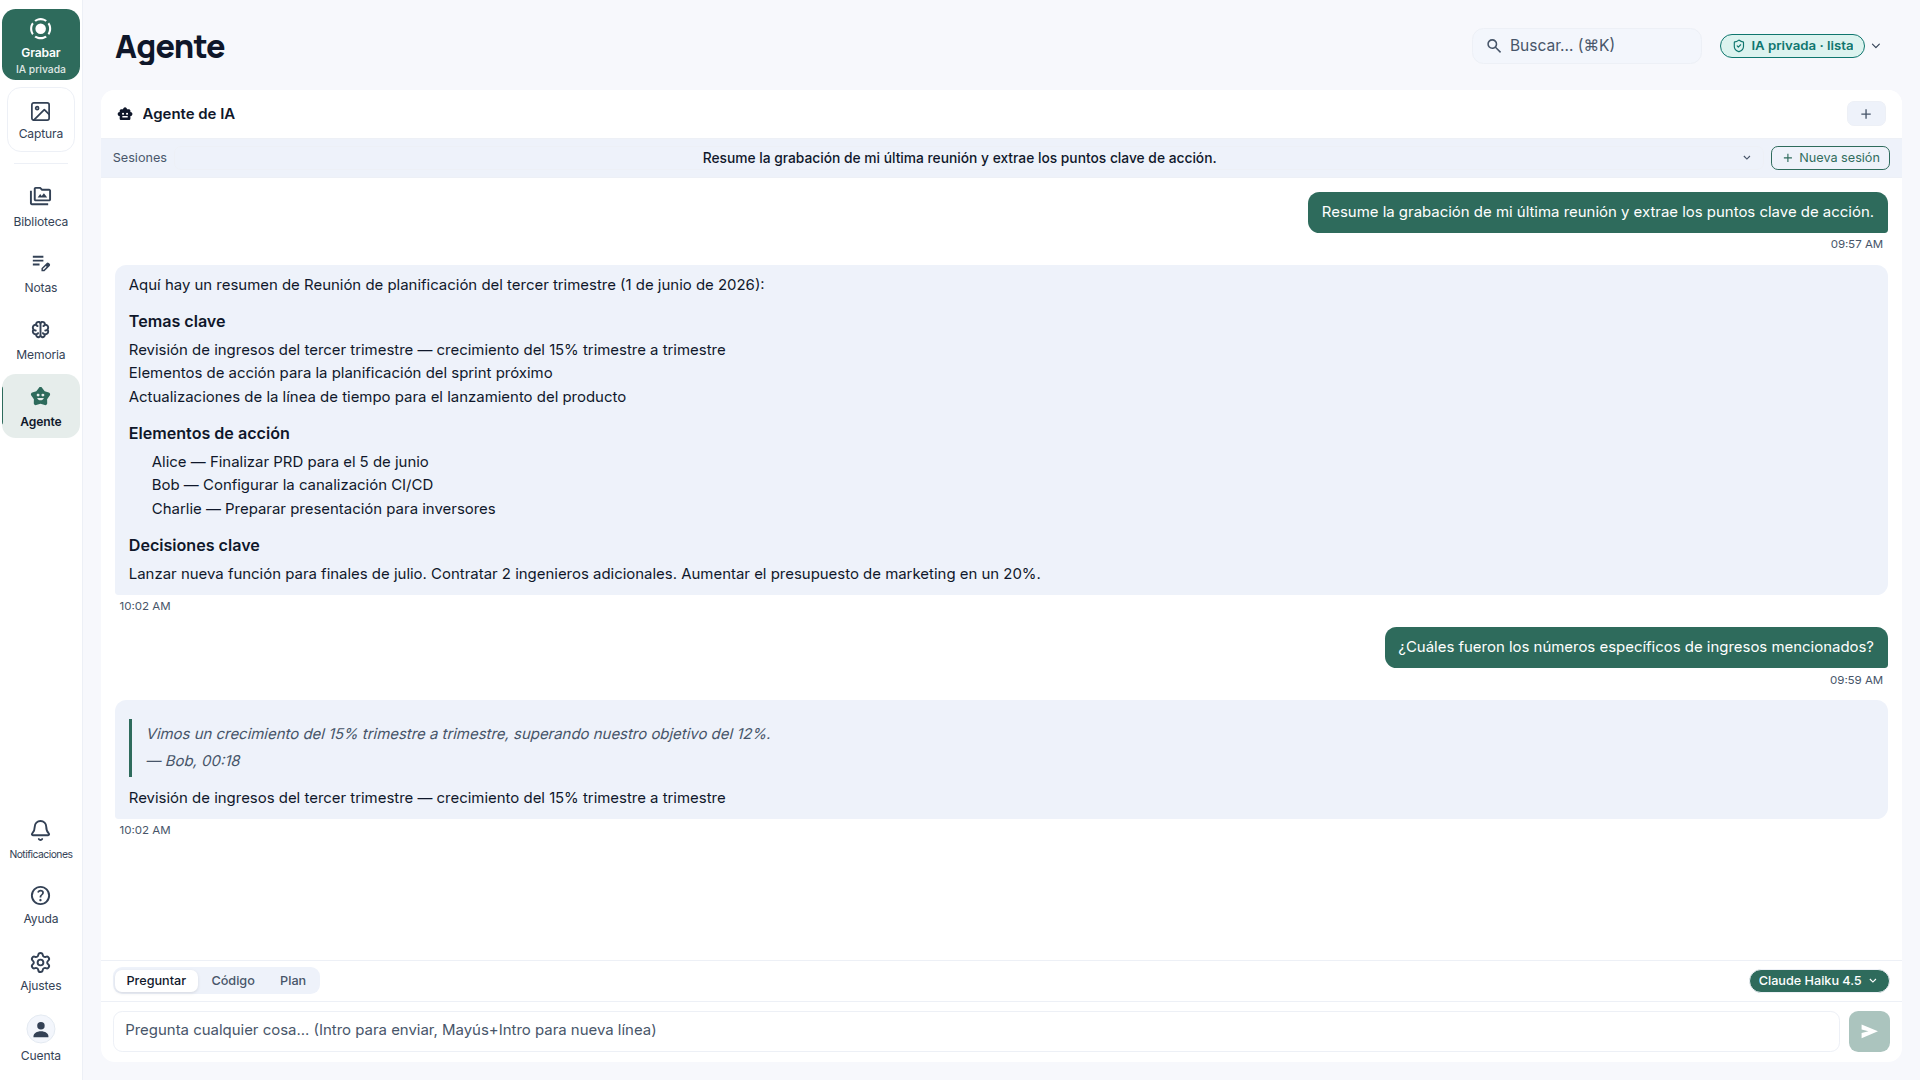 Grabar
IA privada
Captura
Biblioteca
Notas
Memoria
Agente
Notificaciones
Ayuda
Ajustes
Cuenta
Agente
Buscar... (⌘K)
IA privada · lista
Agente de IA
Sesiones
Resume la grabación de mi última reunión y extrae los puntos clave de acción.
+ Nueva sesión
Resume la grabación de mi última reunión y extrae los puntos clave de acción.
09:57 AM
Aquí hay un resumen de Reunión de planificación del tercer trimestre (1 de junio de 2026):
Temas clave
Revisión de ingresos del tercer trimestre — crecimiento del 15% trimestre a trimestre
Elementos de acción para la planificación del sprint próximo
Actualizaciones de la línea de tiempo para el lanzamiento del producto
Elementos de acción
Alice — Finalizar PRD para el 5 de junio
Bob — Configurar la canalización CI/CD
Charlie — Preparar presentación para inversores
Decisiones clave
Lanzar nueva función para finales de julio. Contratar 2 ingenieros adicionales. Aumentar el presupuesto de marketing en un 20%.
10:02 AM
¿Cuáles fueron los números específicos de ingresos mencionados?
09:59 AM
Vimos un crecimiento del 15% trimestre a trimestre, superando nuestro objetivo del 12%.
— Bob, 00:18
Revisión de ingresos del tercer trimestre — crecimiento del 15% trimestre a trimestre
10:02 AM
Preguntar
Código
Plan
Claude Haiku 4.5
Pregunta cualquier cosa... (Intro para enviar, Mayús+Intro para nueva línea)